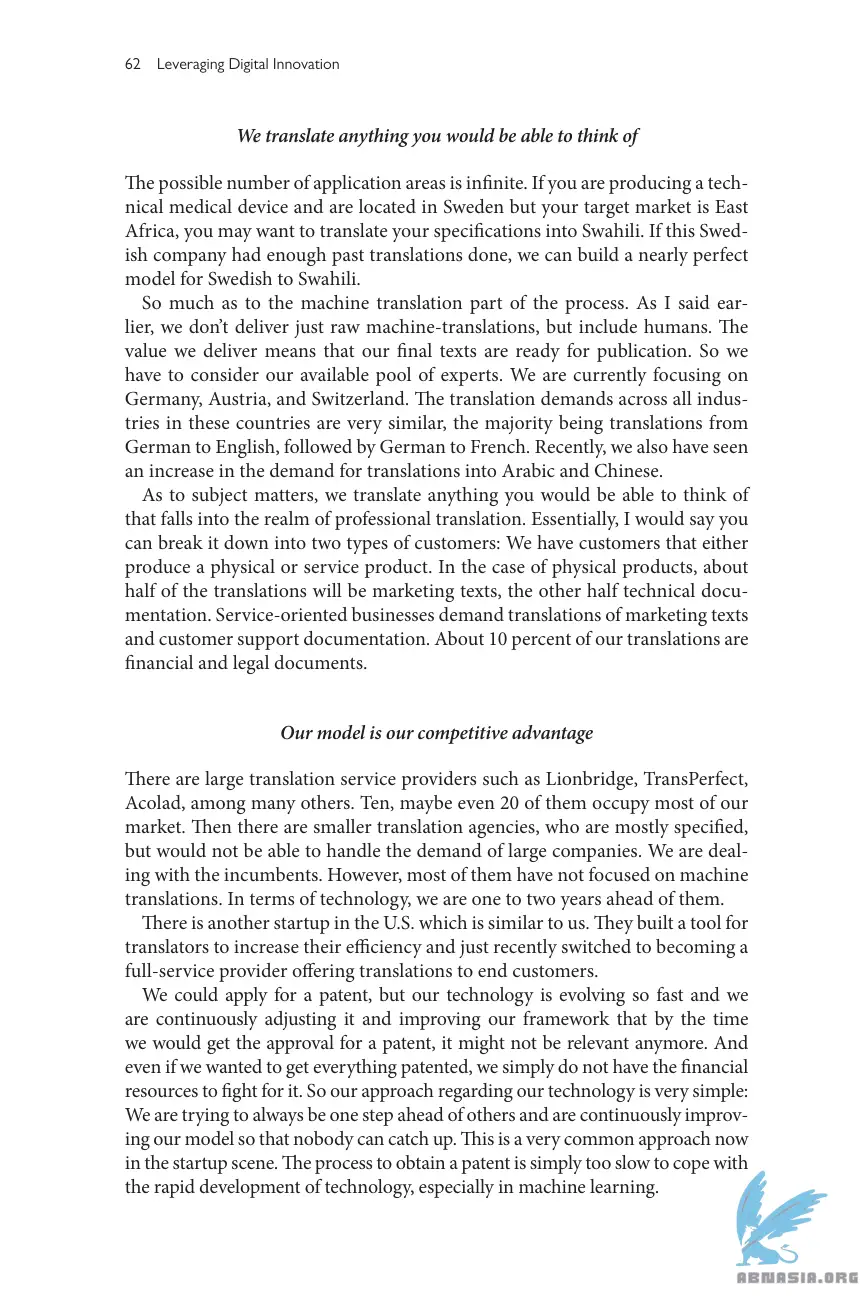 62 Leveraging Digital Innovation
We translate anything you would be able to think of
The possible number of application areas is infinite. If you are producing a tech-
nical medical device and are located in Sweden but your target market is East
Africa, you may want to translate your specifications into Swahili. If this Swed-
ish company had enough past translations done, we can build a nearly perfect
model for Swedish to Swahili.
So much as to the machine translation part of the process. As I said ear-
lier, we don’t deliver just raw machine-translations, but include humans. The
value we deliver means that our final texts are ready for publication. So we
have to consider our available pool of experts. We are currently focusing on
Germany, Austria, and Switzerland. The translation demands across all indus-
tries in these countries are very similar, the majority being translations from
German to English, followed by German to French. Recently, we also have seen
an increase in the demand for translations into Arabic and Chinese.
As to subject matters, we translate anything you would be able to think of
that falls into the realm of professional translation. Essentially, I would say you
can break it down into two types of customers: We have customers that either
produce a physical or service product. In the case of physical products, about
half of the translations will be marketing texts, the other half technical docu-
mentation. Service-oriented businesses demand translations of marketing texts
and customer support documentation. About 10 percent of our translations are
financial and legal documents.
Our model is our competitive advantage
There are large translation service providers such as Lionbridge, TransPerfect,
Acolad, among many others. Ten, maybe even 20 of them occupy most of our
market. Then there are smaller translation agencies, who are mostly specified,
but would not be able to handle the demand of large companies. We are deal-
ing with the incumbents. However, most of them have not focused on machine
translations. In terms of technology, we are one to two years ahead of them.
There is another startup in the U.S. which is similar to us. They built a tool for
translators to increase their efficiency and just recently switched to becoming a
full-service provider offering translations to end customers.
We could apply for a patent, but our technology is evolving so fast and we
are continuously adjusting it and improving our framework that by the time
we would get the approval for a patent, it might not be relevant anymore. And
even if we wanted to get everything patented, we simply do not have the financial
resources to fight for it. So our approach regarding our technology is very simple:
We are trying to always be one step ahead of others and are continuously improv-
ing our model so that nobody can catch up. This is a very common approach now
in the startup scene. The process to obtain a patent is simply too slow to cope with
the rapid development of technology, especially in machine learning.
ABNASIA.ORG